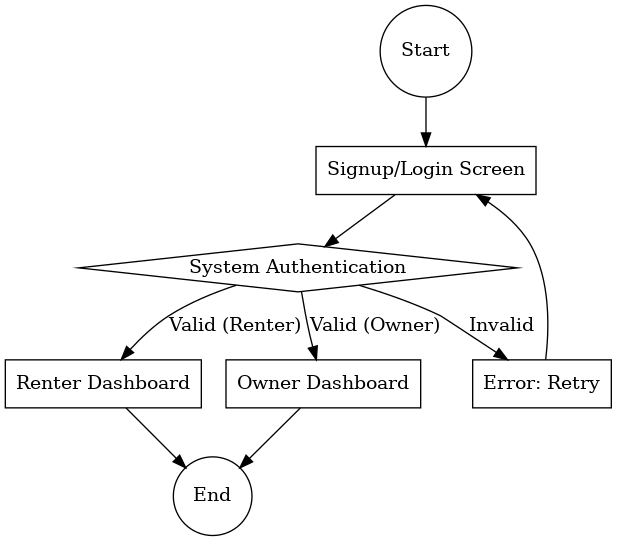 Start
Signup/Login Screen
System Authentication
Valid (Renter)
Valid (Owner)
Invalid
Renter Dashboard
Owner Dashboard
Error: Retry
End